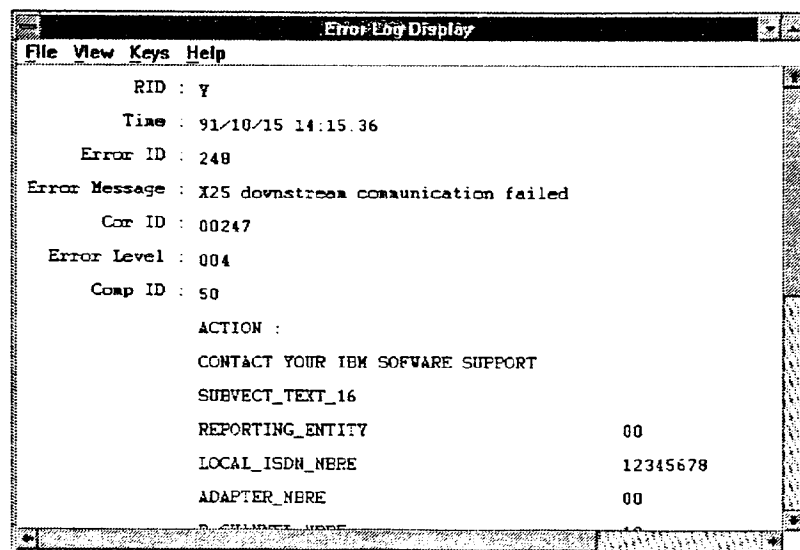 Error Log Display
File View Keys Help
RID : Y
Time : 91/10/15 14:15.36
Error ID : 248
Error Message : X25 downstream communication failed
Cor ID : 00247
Error Level : 004
Comp ID : 50
ACTION :
CONTACT YOUR IBM SOFWARE SUPPORT
SUBVECT_TEXT_16
REPORTING_ENTITY 00
LOCAL_ISDN_NBRE 12345678
ADAPTER_NBRE 00